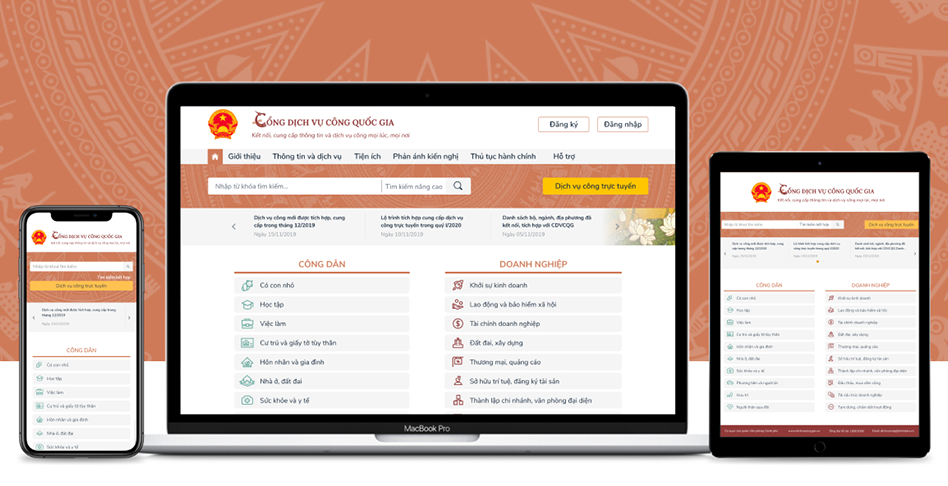 CỔNG DỊCH VỤ CÔNG QUỐC GIA
Kết nối, cung cấp thông tin và dịch vụ công mọi lúc, mọi nơi
Đăng ký
Đăng nhập
Giới thiệu
Thông tin và dịch vụ
Tiện ích
Phản ánh kiến nghị
Thủ tục hành chính
Hỗ trợ
Nhập từ khóa tìm kiếm...
Tìm kiếm nâng cao
Dịch vụ công trực tuyến
Dịch vụ công mới được tích hợp, cung
cấp trong tháng 12/2019
Ngày 15/11/2019
Lộ trình tích hợp cung cấp dịch vụ
công trực tuyến trong quý I/2020
Ngày 10/11/2019
Danh sách bộ, ngành, địa phương đã
kết nối, tích hợp với CDVCQG
Ngày 05/11/2019
CÔNG DÂN
Có con nhỏ
Học tập
Việc làm
Cư trú và giấy tờ tùy thân
Hôn nhân và gia đình
Nhà ở, đất đai
Sức khỏe và y tế
DOANH NGHIỆP
Khởi sự kinh doanh
Lao động và bảo hiểm xã hội
Tài chính doanh nghiệp
Đất đai, xây dựng
Thương mại, quảng cáo
Sở hữu trí tuệ, đăng ký tài sản
Thành lập chi nhánh, văn phòng đại diện
MacBook Pro
CỔNG DỊCH VỤ CÔNG QUỐC GIA
Kết nối, cung cấp thông tin và dịch vụ công mọi lúc, mọi nơi
Nhập từ khóa tìm kiếm
Tìm kiếm kết hợp
Dịch vụ công trực tuyến
Dịch vụ công mới được tích hợp, cung cấp trong
tháng 12/2019
CÔNG DÂN
Có con nhỏ
Học tập
Việc làm
Cư trú và giấy tờ tùy thân
Hôn nhân và gia đình
Nhà ở, đất đai
Sức khỏe và y tế
CỔNG DỊCH VỤ CÔNG QUỐC GIA
Kết nối, cung cấp thông tin và dịch vụ công mọi lúc, mọi nơi
Nhập từ khóa tìm kiếm
Dịch vụ công trực tuyến
CÔNG DÂN
Có con nhỏ
Học tập
Việc làm
Cư trú và giấy tờ tùy thân
Hôn nhân và gia đình
Nhà ở, đất đai
Sức khỏe và y tế
Phương tiện và người lái
Hưu trí
Người thân qua đời
DOANH NGHIỆP
Khởi sự kinh doanh
Lao động và bảo hiểm xã hội
Tài chính doanh nghiệp
Đất đai, xây dựng
Thương mại, quảng cáo
Sở hữu trí tuệ, đăng ký tài sản
Thành lập chi nhánh, văn phòng đại diện
Đấu thầu, mua sắm công
Tái cấu trúc doanh nghiệp
Tạm dừng, chấm dứt hoạt động